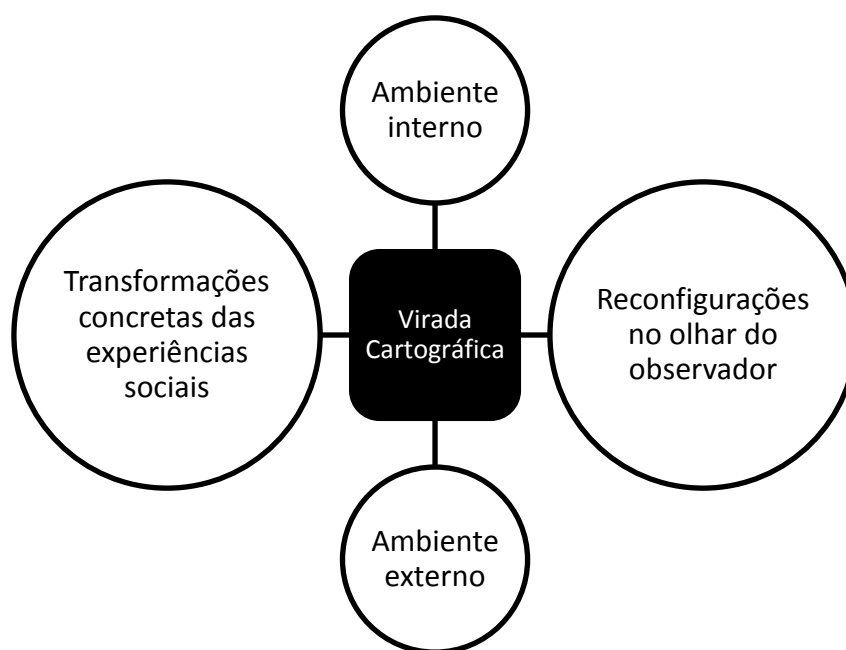 Ambiente
interno
Transformações
concretas das
experiências
sociais
Virada
Cartográfica
Reconfigurações
no olhar do
observador
Ambiente
externo